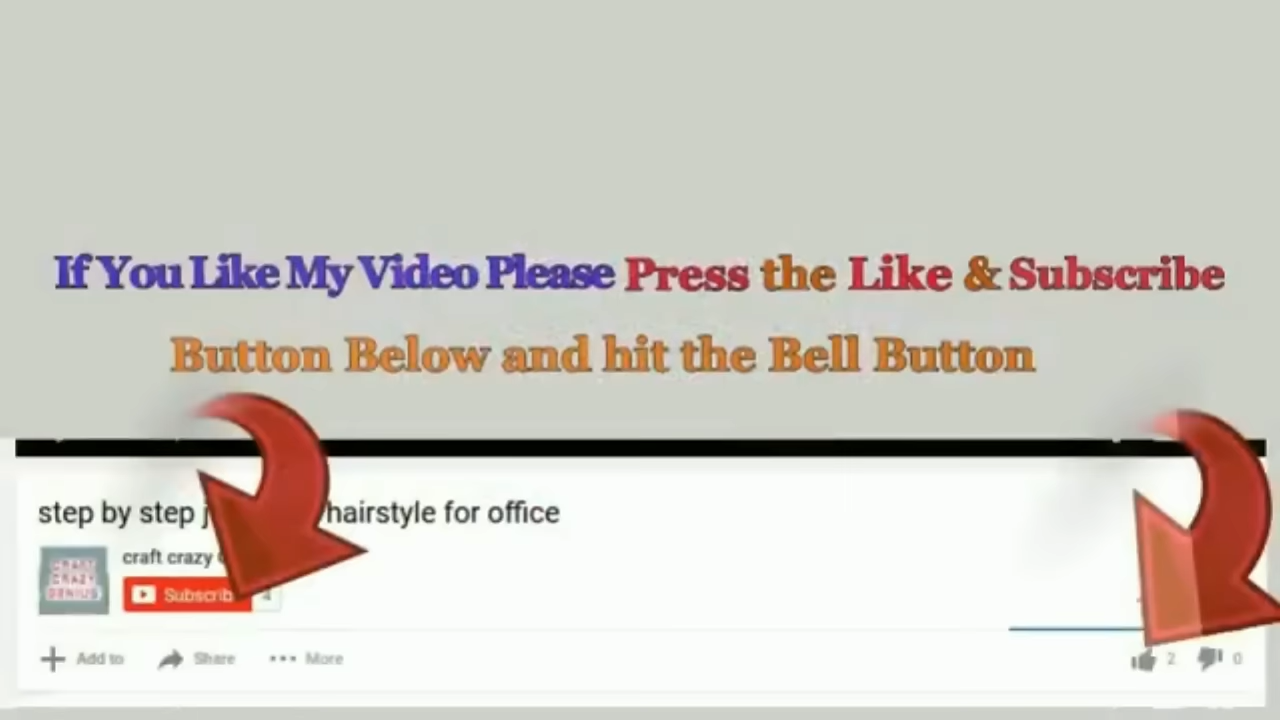 If You Like My Video Please Press the Like & Subscribe
Button Below and hit the Bell Button
step by step hairstyle for office
craft crazy
CRAFT
CRAZY
GENIUS
Subscrib 4
Add to Share More
2 0